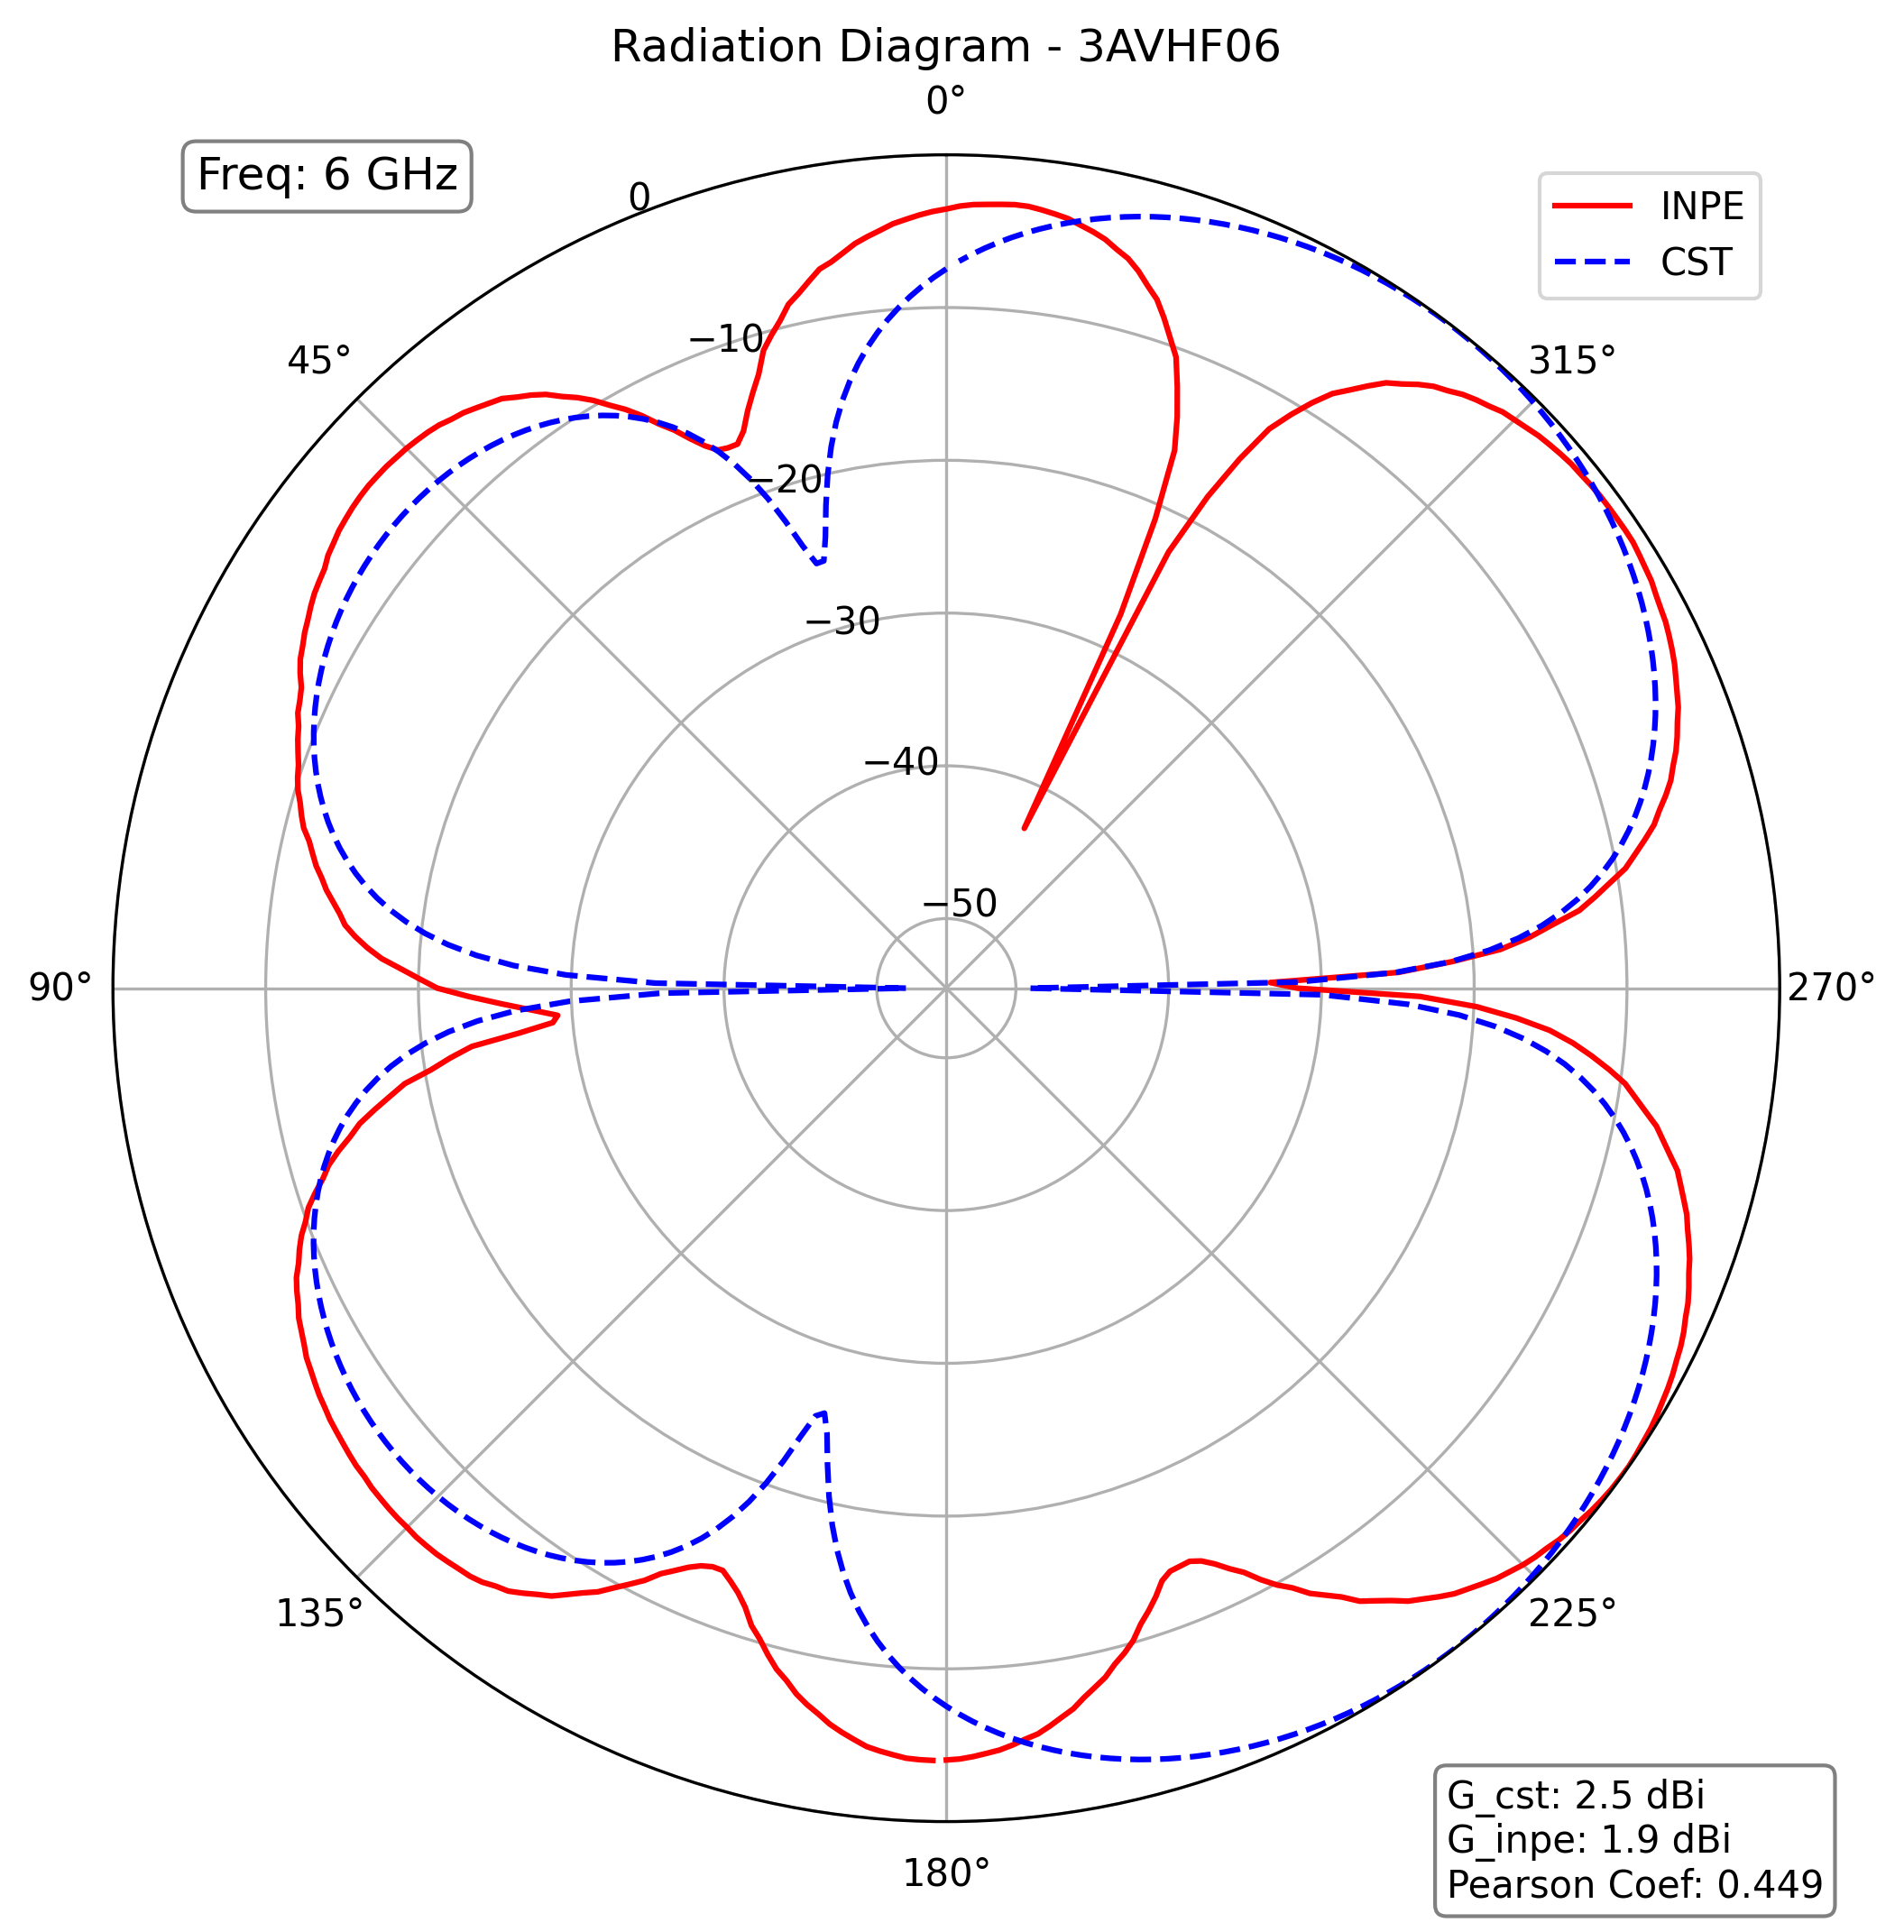 Radiation Diagram - 3AVHF06
0°
Freq: 6 GHz
0
INPE
CST
−10
45°
315°
−20
−30
−40
−50
90°
270°
135°
225°
180°
G_cst: 2.5 dBi
G_inpe: 1.9 dBi
Pearson Coef: 0.449